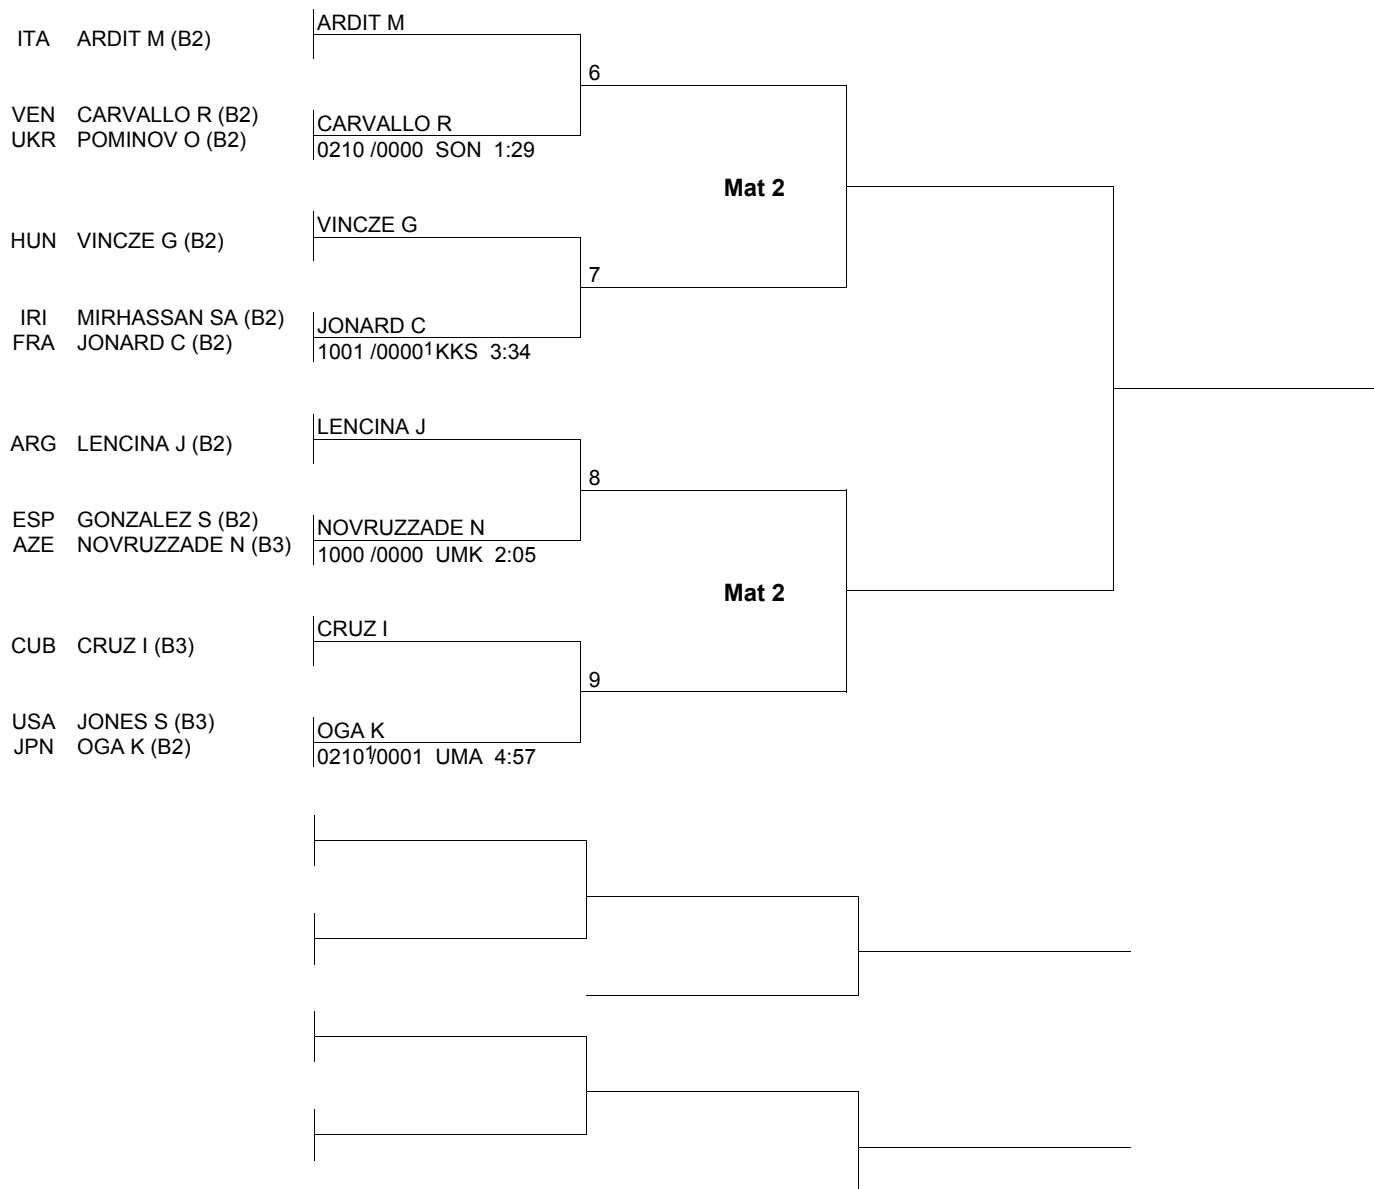 ITA ARDIT M (B2)
ARDIT M
6
VEN CARVALLO R (B2)
UKR POMINOV O (B2)
CARVALLO R
0210 /0000 SON 1:29
Mat 2
HUN VINCZE G (B2)
VINCZE G
7
IRI MIRHASSAN SA (B2)
FRA JONARD C (B2)
JONARD C
1001 /0000¹ KKS 3:34
ARG LENCINA J (B2)
LENCINA J
8
ESP GONZALEZ S (B2)
AZE NOVRUZZADE N (B3)
NOVRUZZADE N
1000 /0000 UMK 2:05
Mat 2
CUB CRUZ I (B3)
CRUZ I
9
USA JONES S (B3)
JPN OGA K (B2)
OGA K
0210¹/0001 UMA 4:57